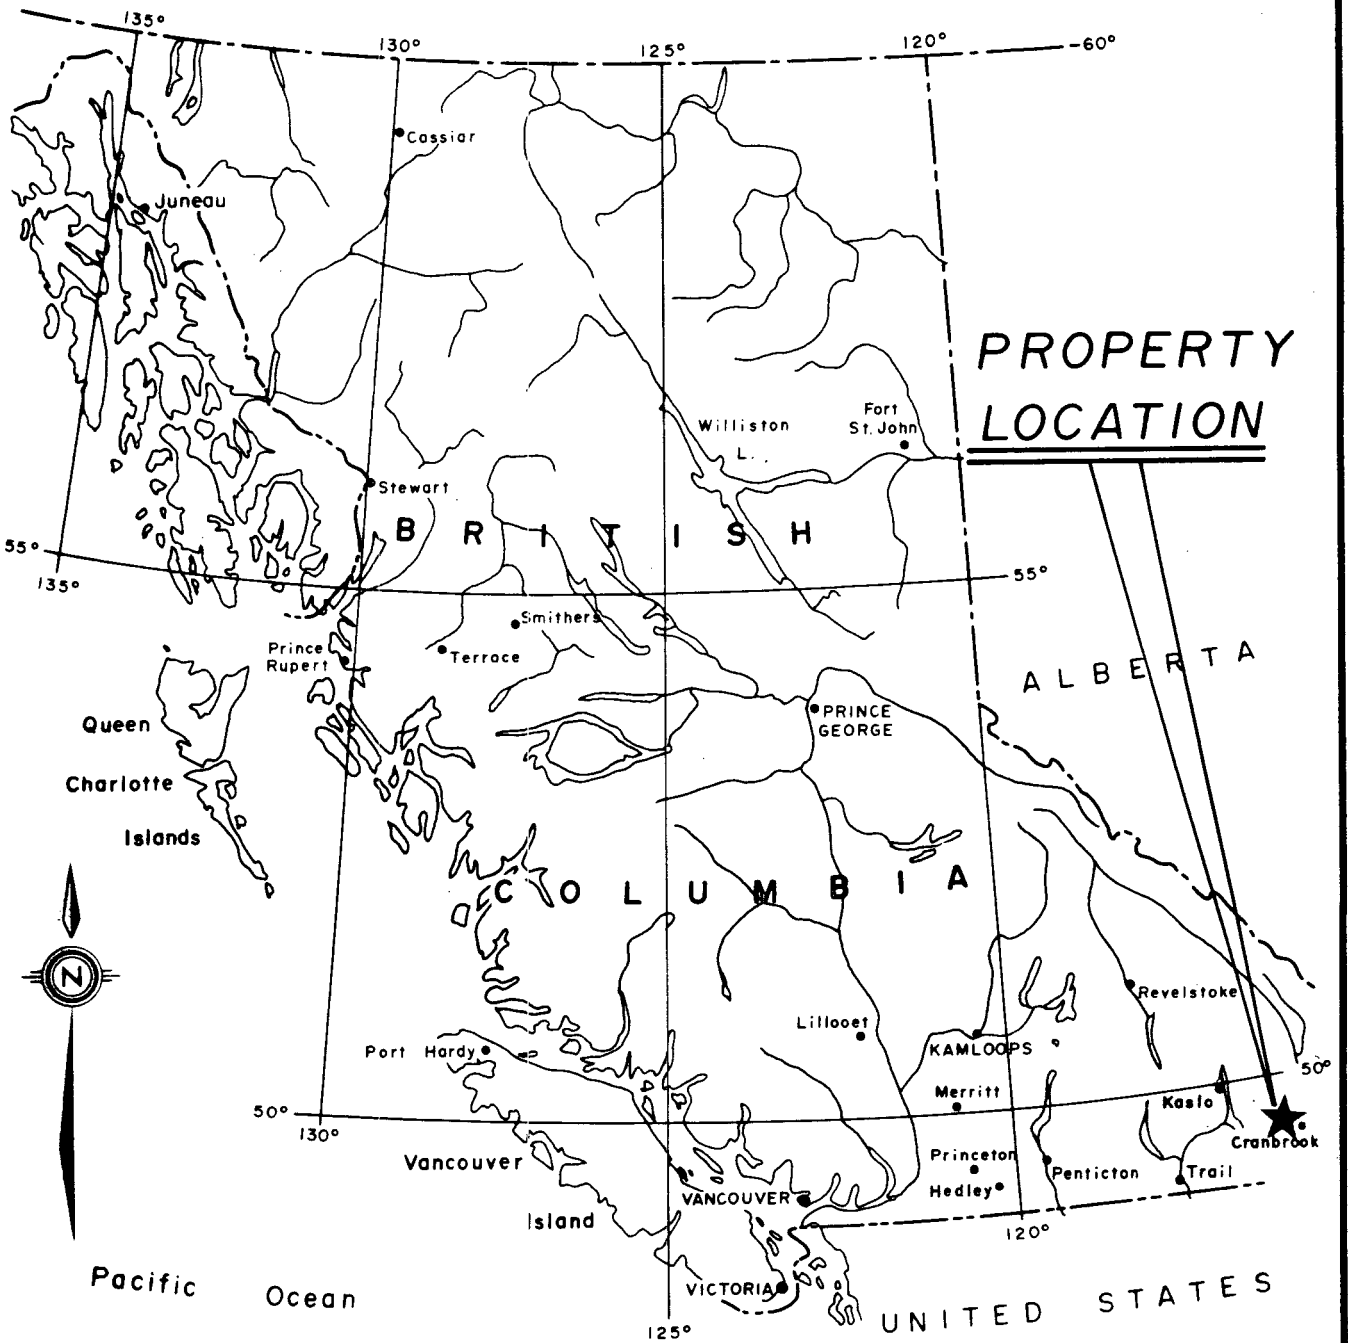 135°
130°
125°
120°
60°
Cassiar
Juneau
PROPERTY
LOCATION
Williston
L.
Fort
St. John
Stewart
BRITISH
55°
135°
55°
Smithers
Terrace
Prince
Rupert
ALBERTA
Queen
Charlotte
Islands
PRINCE
GEORGE
COLUMBIA
N
Revelstoke
Lillooet
KAMLOOPS
Port Hardy
50°
Merritt
Kaslo
50°
130°
Cranbrook
Vancouver
Island
Princeton
Hedley
Penticton
Trail
VANCOUVER
120°
VICTORIA
Pacific Ocean
UNITED STATES
125°